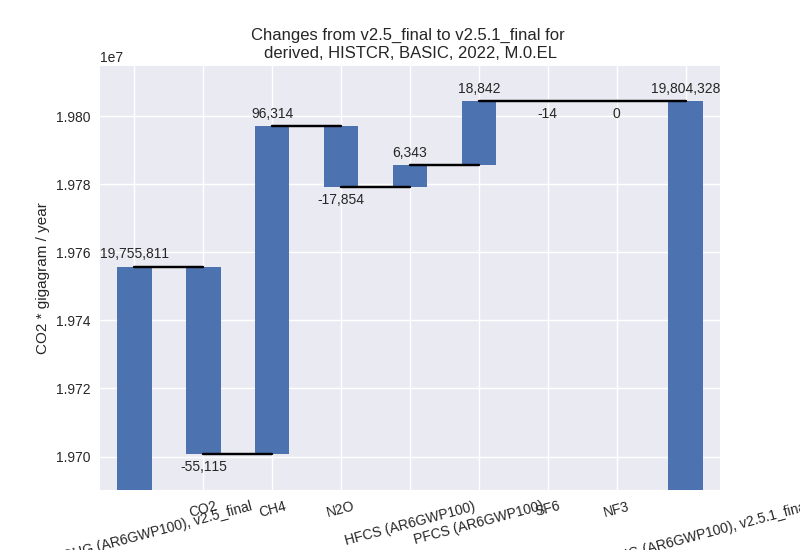 Changes from v2.5_final to v2.5.1_final for
derived, HISTCR, BASIC, 2022, M.0.EL
1e7
CO2 * gigagram / year
1.980
1.978
1.976
1.974
1.972
1.970
19,755,811
-55,115
96,314
-17,854
6,343
18,842
-14
0
19,804,328
(AR6GWP100), v2.5_final
CO2
CH4
N2O
HFCS (AR6GWP100)
PFCS (AR6GWP100)
SF6
NF3
(AR6GWP100), v2.5.1_fina